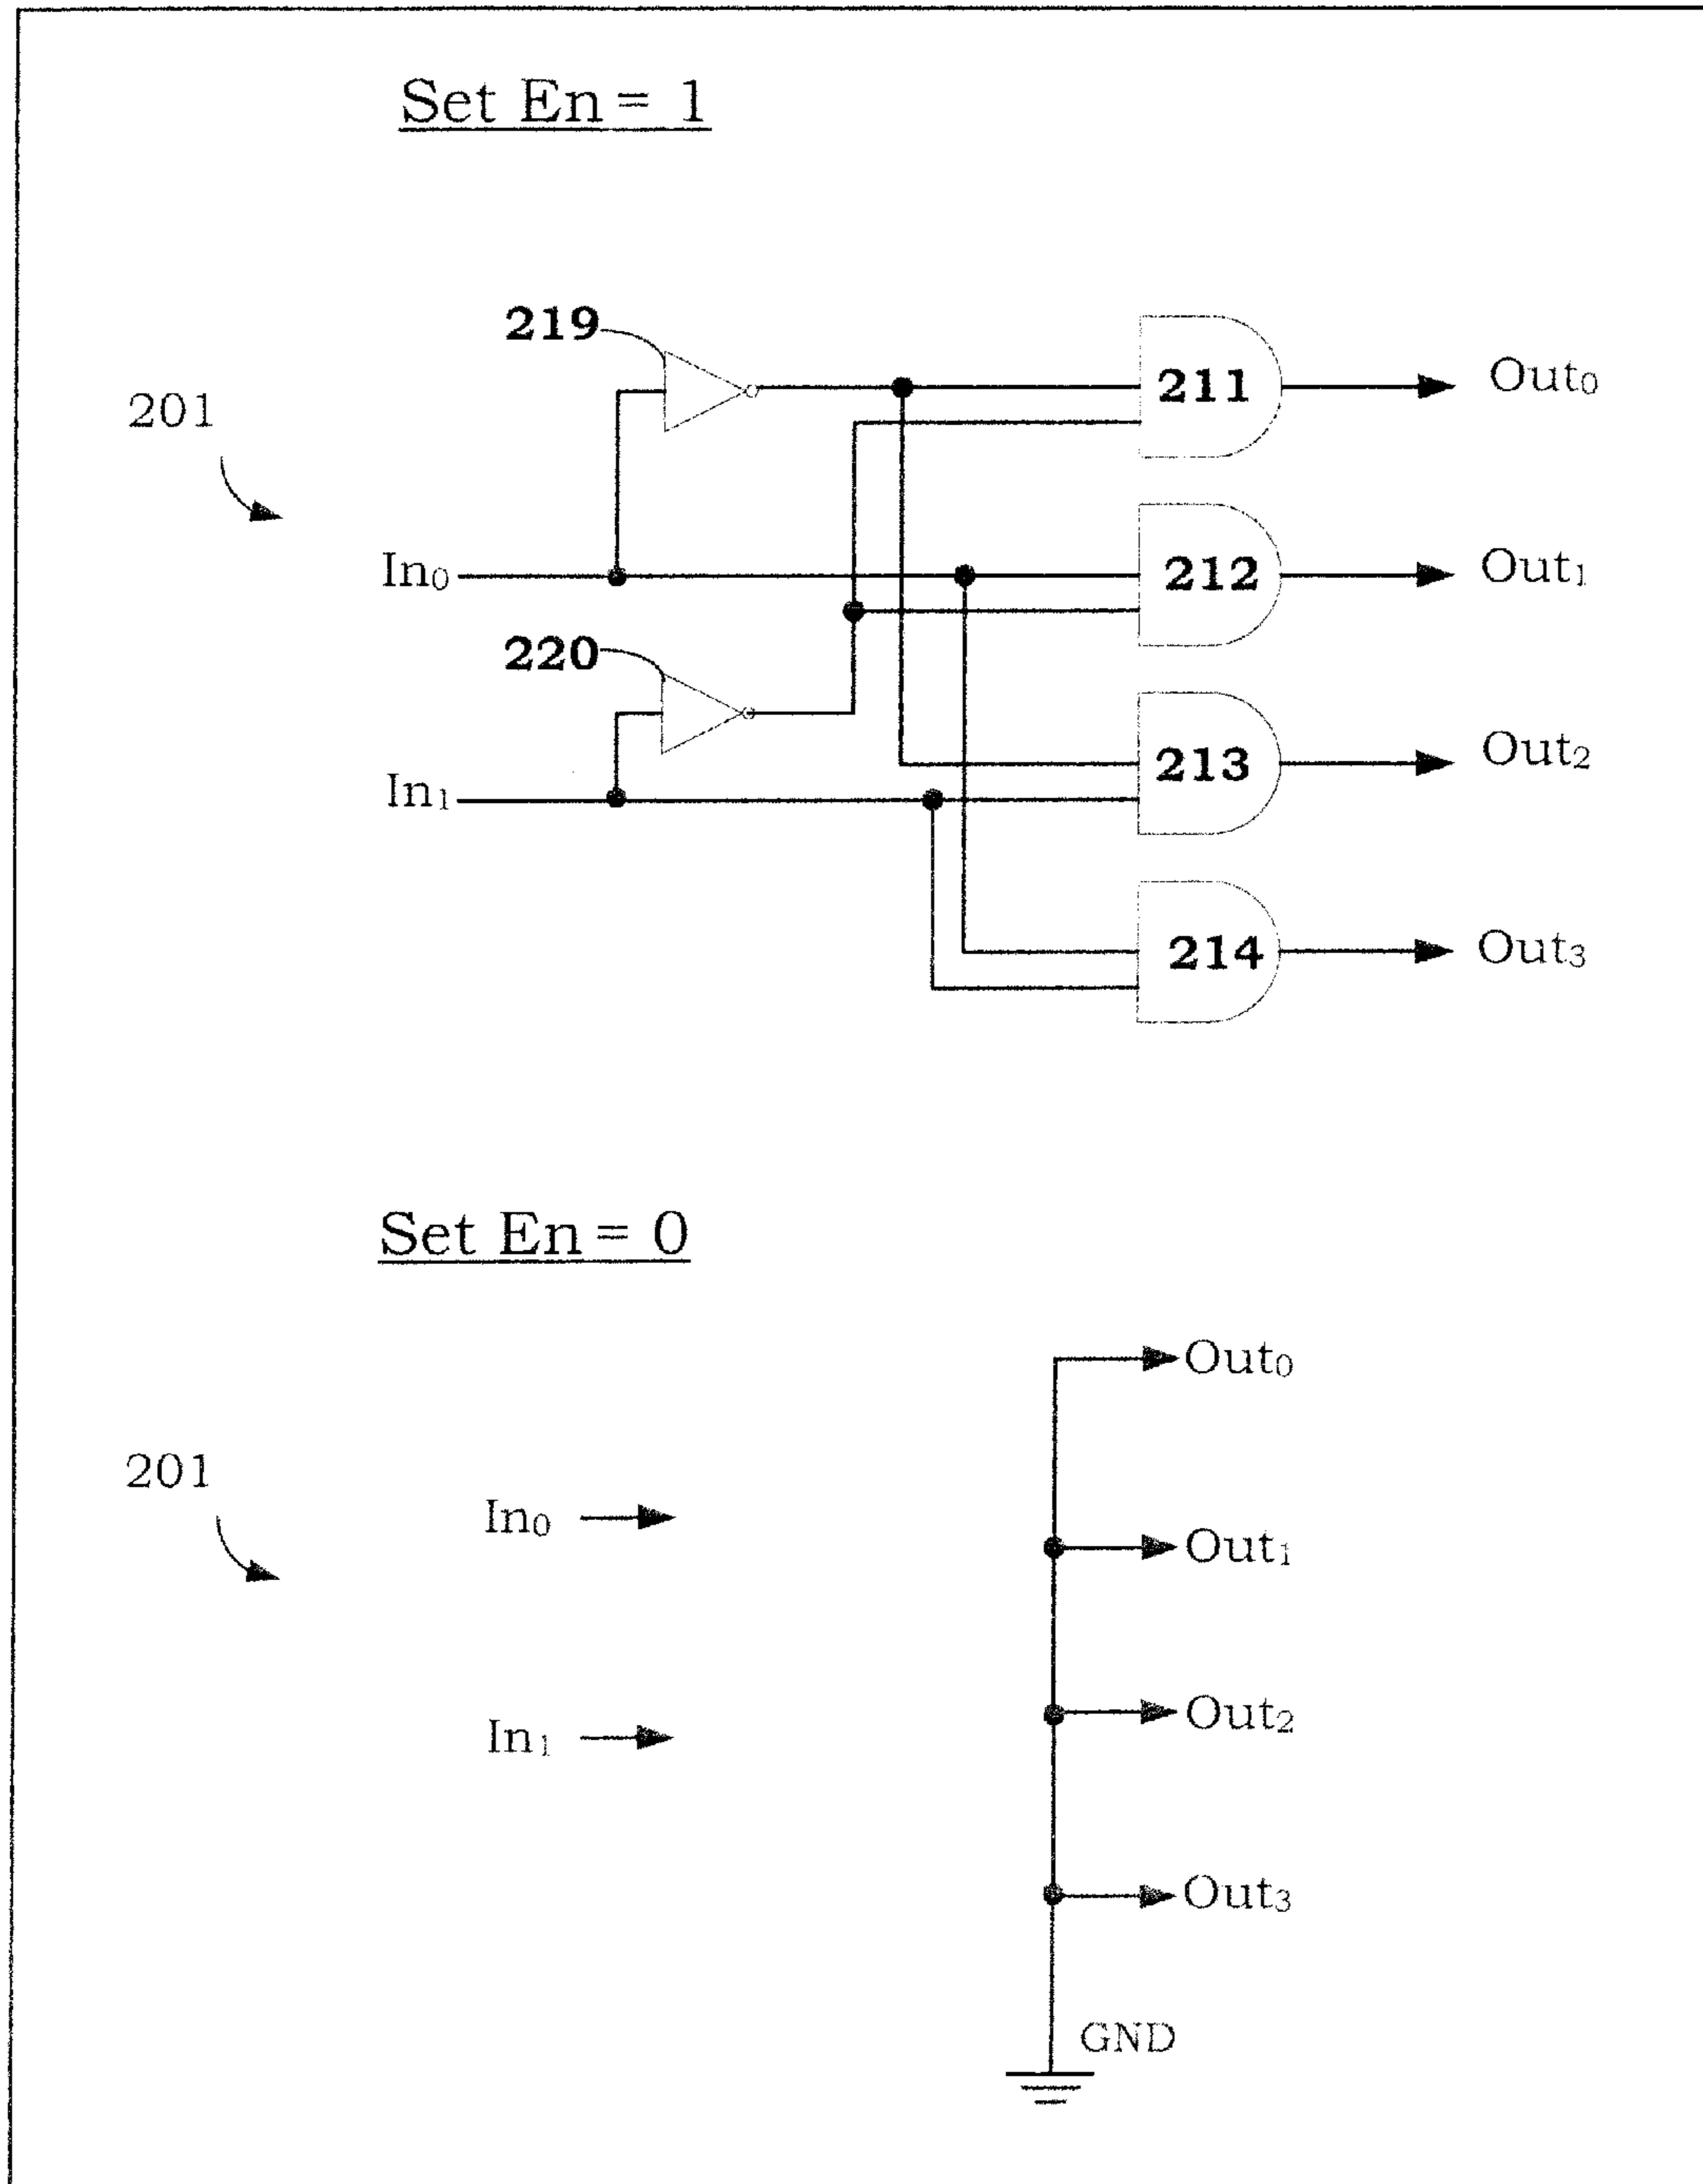 Set En = 1
219
211
Out0
201
In0
212
Out1
220
213
Out2
In1
214
Out3
Set En = 0
Out0
201
In0
Out1
In1
Out2
Out3
GND